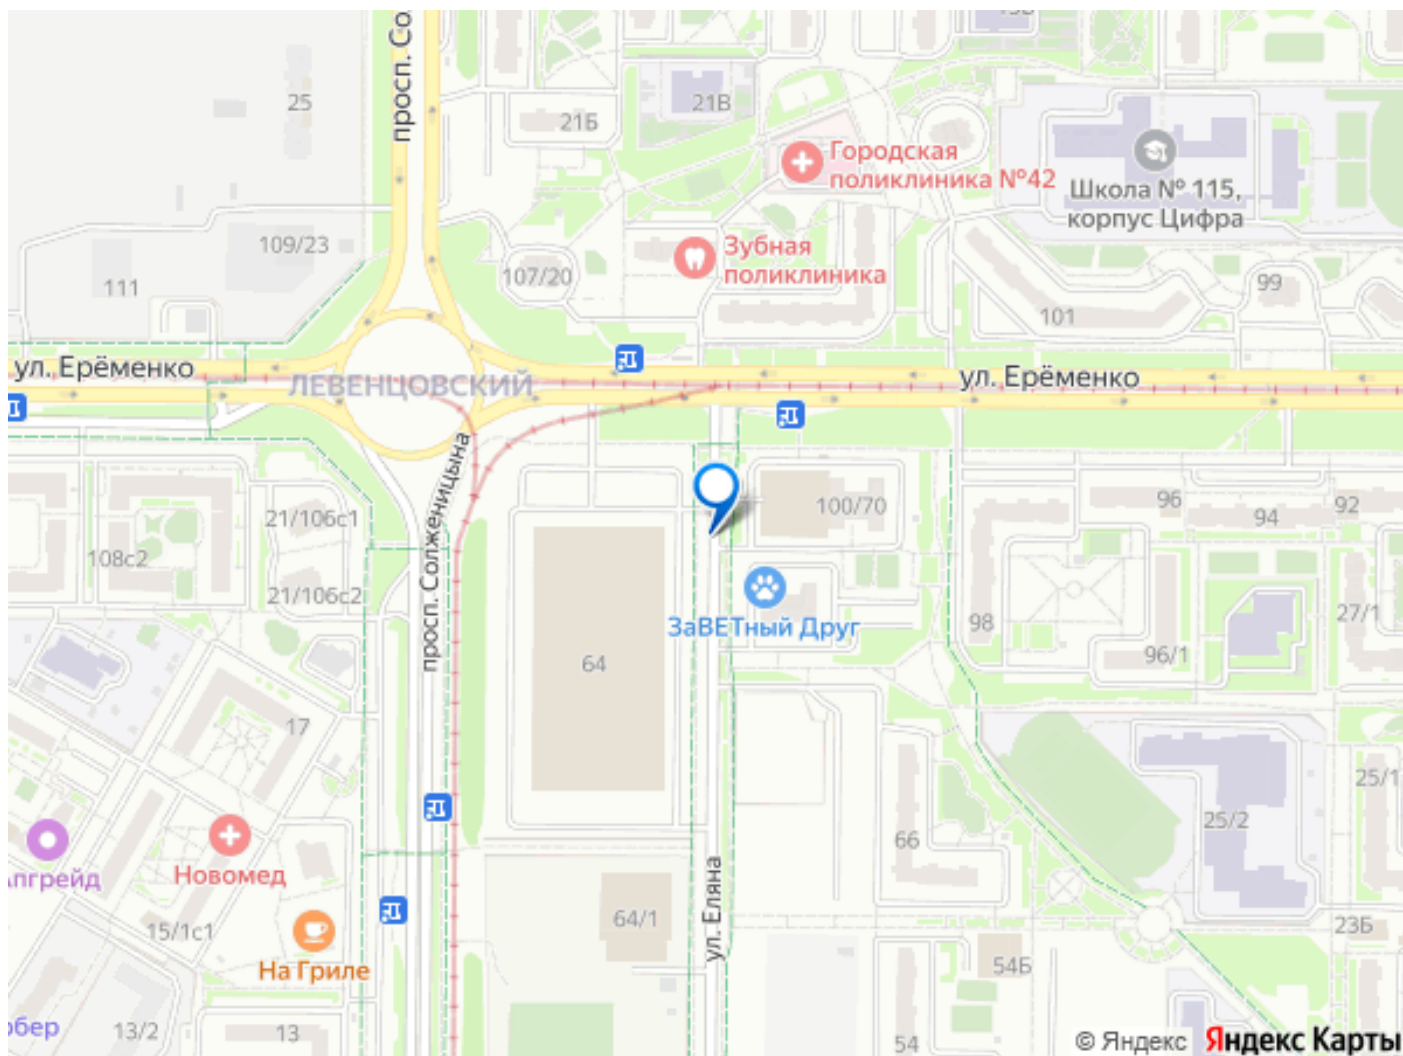 просп. Со
25
21Б
21В
Городская
поликлиника №42
Школа № 115,
корпус Цифра
109/23
111
107/20
Зубная
поликлиника
99
101
ул. Ерёменко
ЛЕВЕНЦОВСКИЙ
ул. Ерёменко
21/106с1
108с2
21/106с2
просп. Солженицына
100/70
96
94
92
ЗаВЕТный Друг
98
27/1
96/1
64
17
25/1
25/2
66
Новомед
15/1с1
На Гриле
64/1
ул. Еляна
23Б
54Б
54
13/2
13
© Яндекс
Яндекс Карты